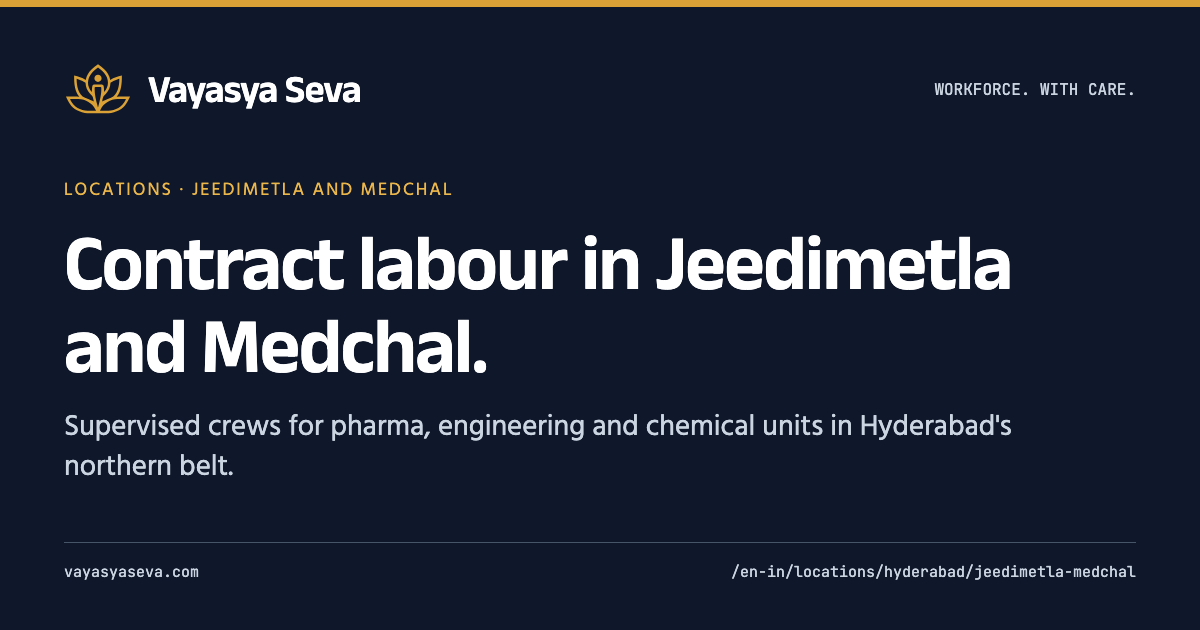 Vayasya Seva
WORKFORCE. WITH CARE.
LOCATIONS · JEEDIMETLA AND MEDCHAL
Contract labour in Jeedimetla
and Medchal.
Supervised crews for pharma, engineering and chemical units in Hyderabad's
northern belt.
vayasyaseva.com
/en-in/locations/hyderabad/jeedimetla-medchal